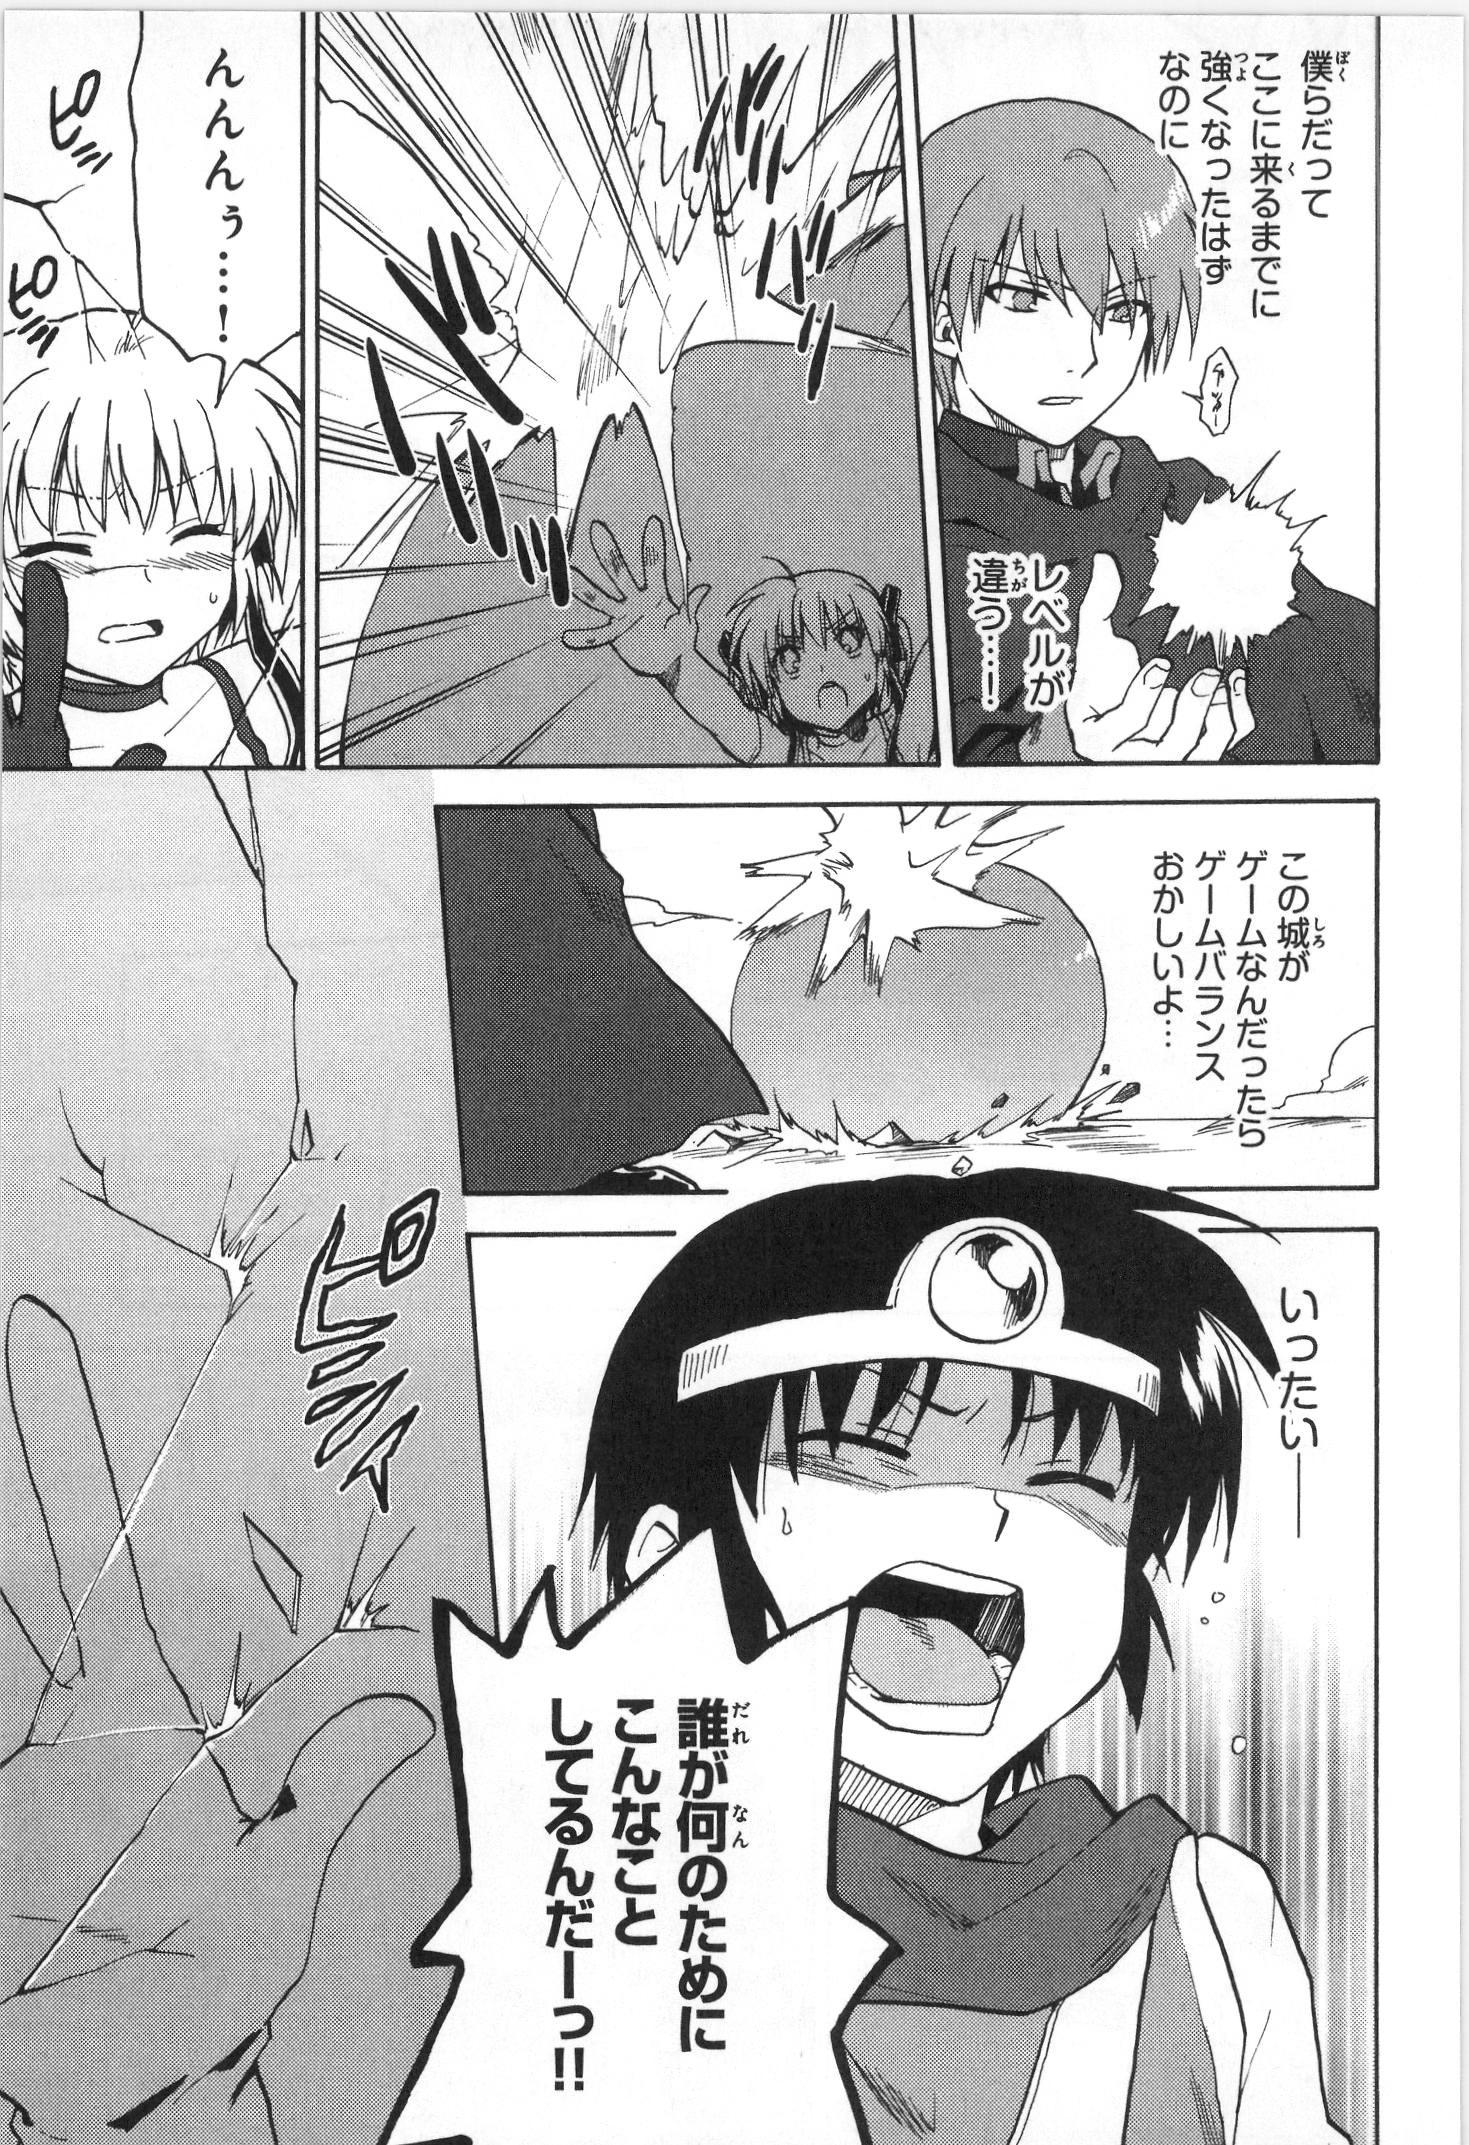 僕らだって
ここに来るまでに
強くなったはず
なのに
レベルが
違う…！
んんんぅ…！
ピ
ピシ
この城が
ゲームなんだったら
ゲームバランス
おかしいよ…
いったい――
誰が何のために
こんなこと
してるんだーっ!!
ピシ